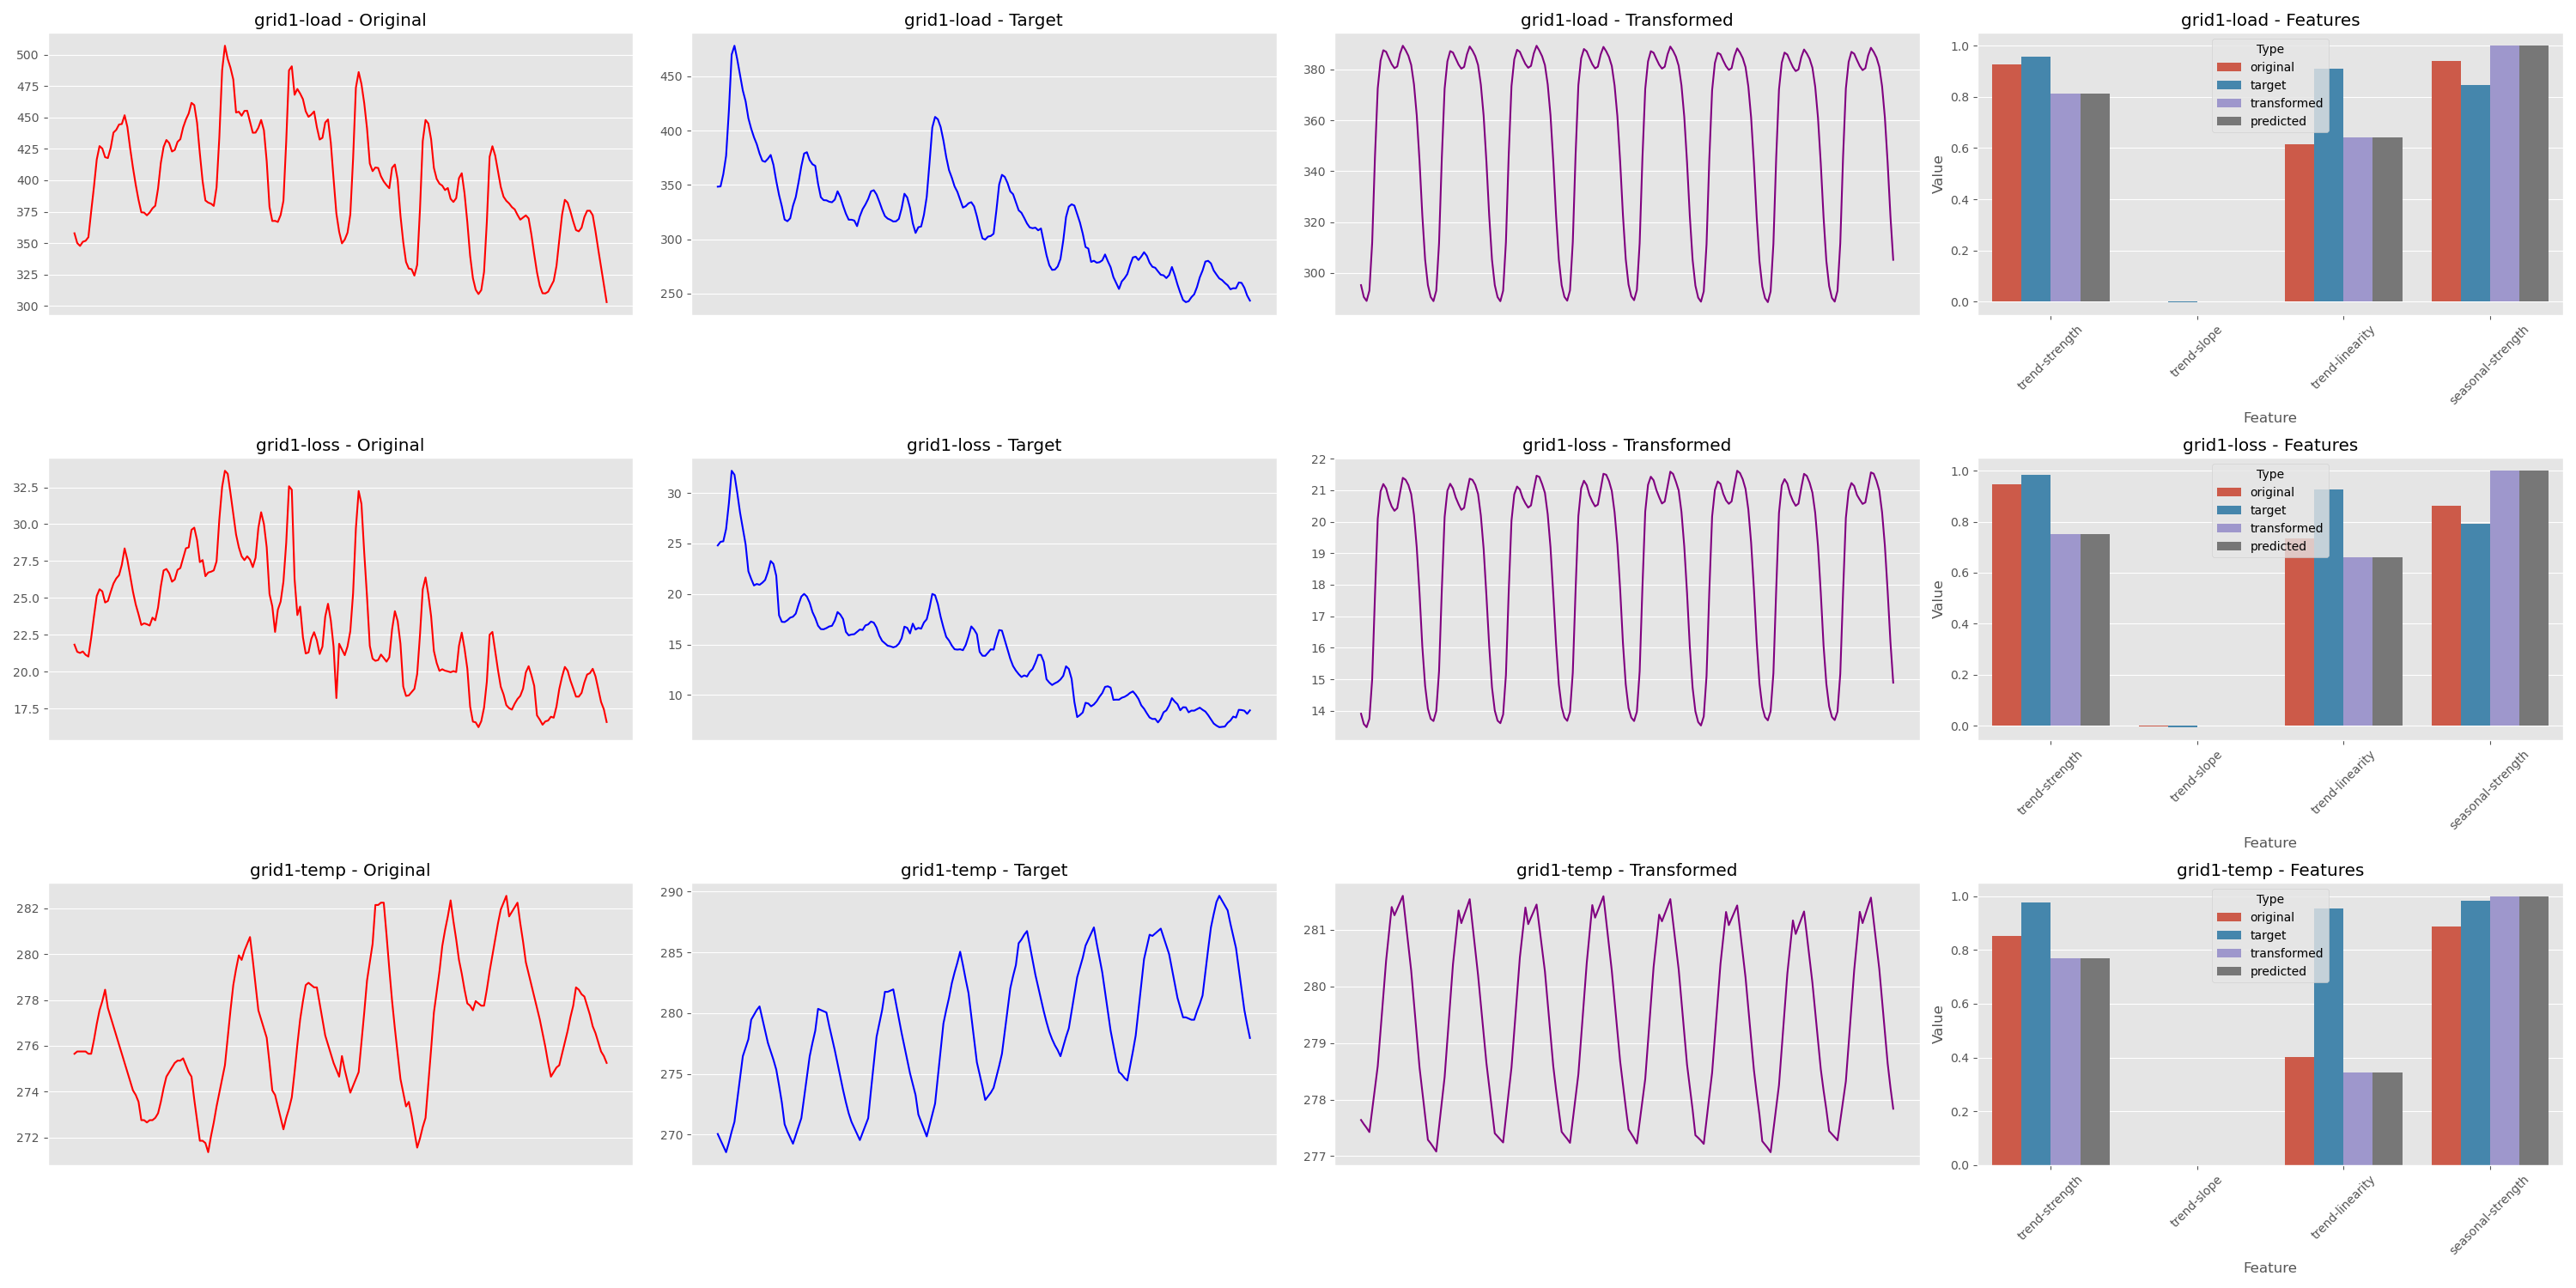 grid1-load - Original
500
475
450
425
400
375
350
325
300
grid1-load - Target
450
400
350
300
250
grid1-load - Transformed
380
360
340
320
300
grid1-load - Features
Value
1.0
0.8
0.6
0.4
0.2
0.0
Type
original
target
transformed
predicted
trend-strength
trend-slope
trend-linearity
seasonal-strength
Feature
grid1-loss - Original
32.5
30.0
27.5
25.0
22.5
20.0
17.5
grid1-loss - Target
30
25
20
15
10
grid1-loss - Transformed
22
21
20
19
18
17
16
15
14
grid1-loss - Features
Value
1.0
0.8
0.6
0.4
0.2
0.0
Type
original
target
transformed
predicted
trend-strength
trend-slope
trend-linearity
seasonal-strength
Feature
grid1-temp - Original
282
280
278
276
274
272
grid1-temp - Target
290
285
280
275
270
grid1-temp - Transformed
281
280
279
278
277
grid1-temp - Features
Value
1.0
0.8
0.6
0.4
0.2
0.0
Type
original
target
transformed
predicted
trend-strength
trend-slope
trend-linearity
seasonal-strength
Feature